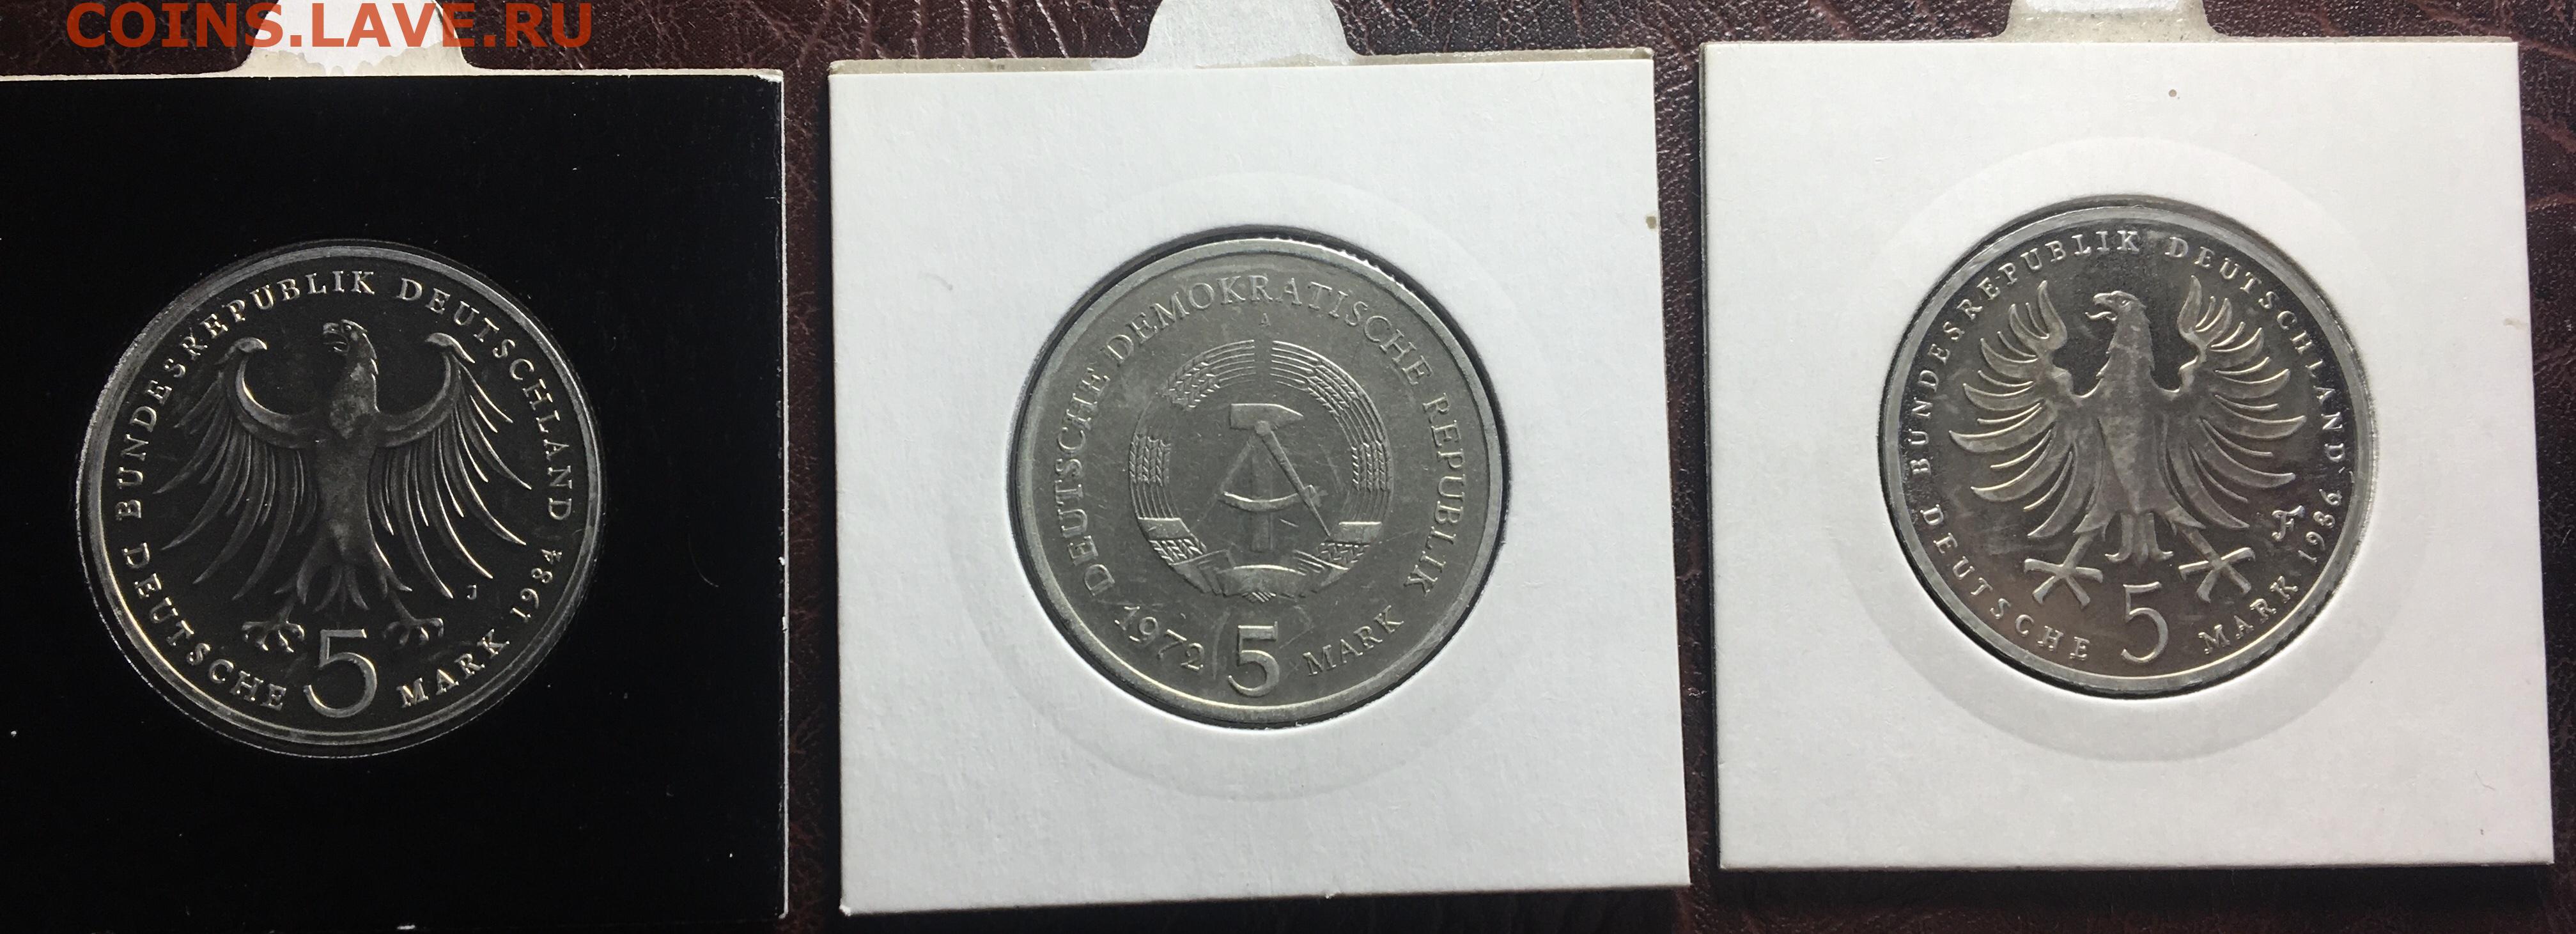 COINS.LAVE.RU
BUNDESREPUBLIK DEUTSCHLAND
J
DEUTSCHE 5 MARK 1984
DEUTSCHE DEMOKRATISCHE REPUBLIK
A
1972 5 MARK
BUNDESREPUBLIK DEUTSCHLAND
F
DEUTSCHE 5 MARK 1986